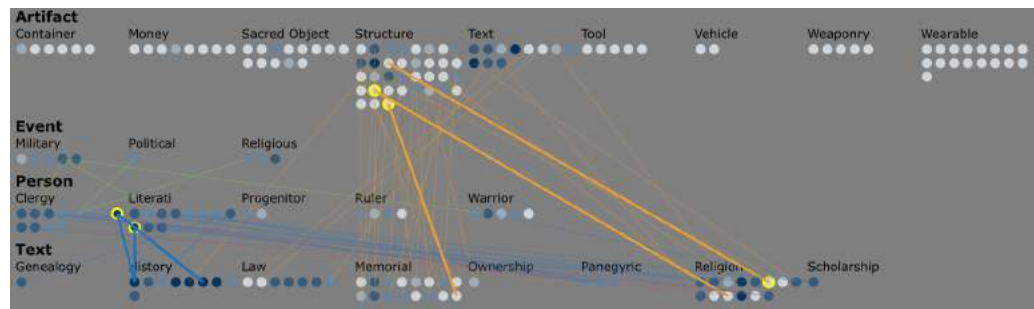 Artifact
Container Money Sacred Object Structure Text Tool Vehicle Weaponry Wearable
Event
Military Political Religious
Person
Clergy Literati Progenitor Ruler Warrior
Text
Genealogy History Law Memorial Ownership Panegyric Religion Scholarship